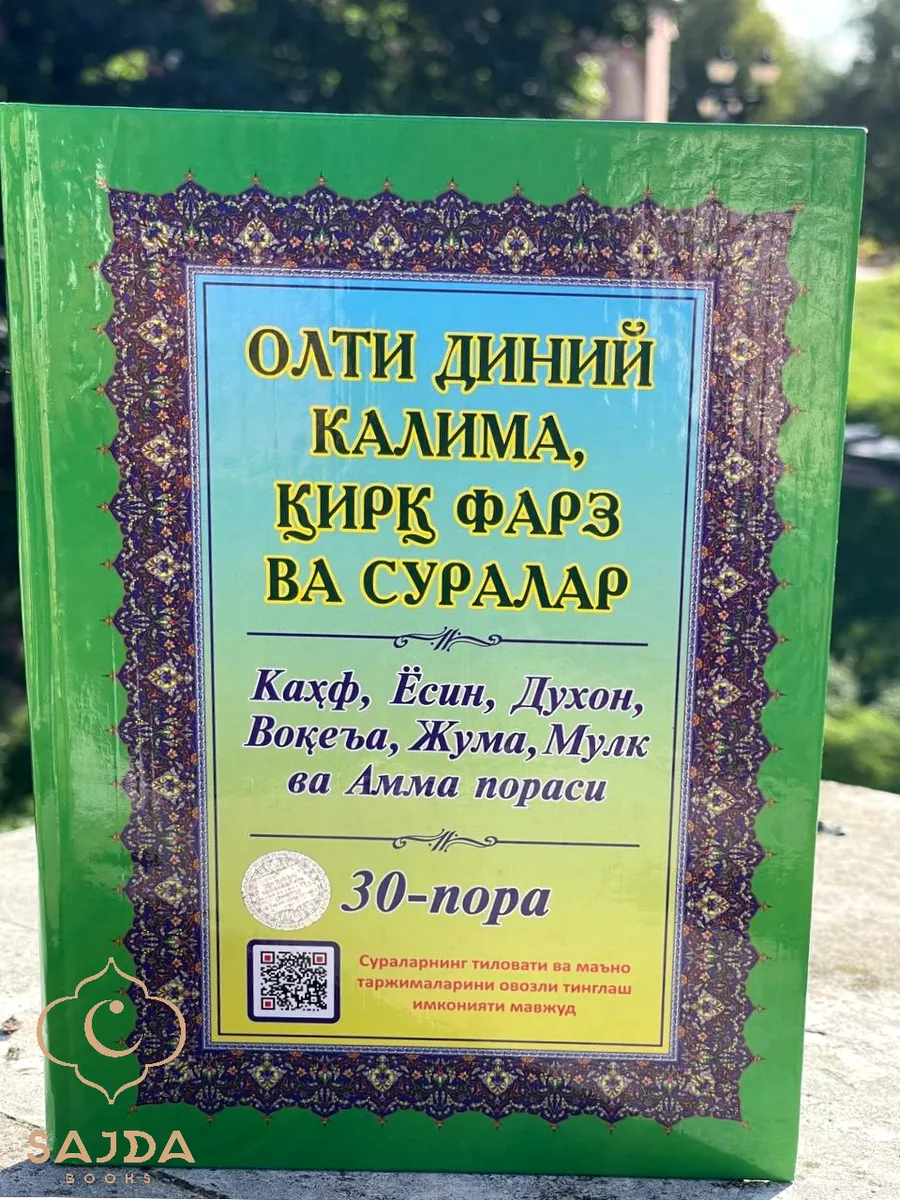 ОЛТИ ДИНИЙ
КАЛИМА,
ҚИРҚ ФАРЗ
ВА СУРАЛАР
Каҳф, Ёсин, Духон,
Воқеъа, Жума, Мулк
ва Амма пораси
30-пора
Сураларнинг тиловати ва маъно
таржималарини овозли тинглаш
имконияти мавжуд
SAJDA
BOOKS